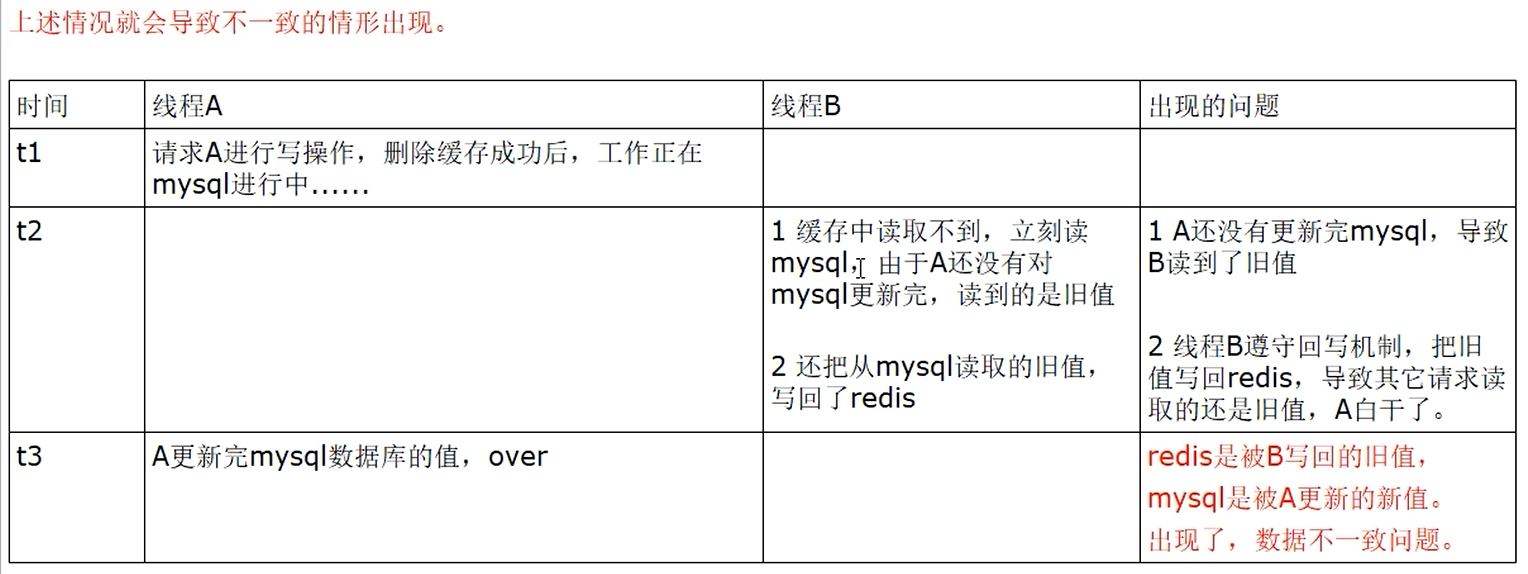 上述情况就会导致不一致的情形出现。
时间 线程A 线程B 出现的问题
t1
请求A进行写操作，删除缓存成功后，工作正在
mysql进行中......
t2
1 缓存中读取不到，立刻读
mysql，由于A还没有对
mysql更新完，读到的是旧值
2 还把从mysql读取的旧值，
写回了redis
1 A还没有更新完mysql，导致
B读到了旧值
2 线程B遵守回写机制，把旧
值写回redis，导致其它请求读
取的还是旧值，A白干了。
t3
A更新完mysql数据库的值，over
redis是被B写回的旧值，
mysql是被A更新的新值。
出现了，数据不一致问题。